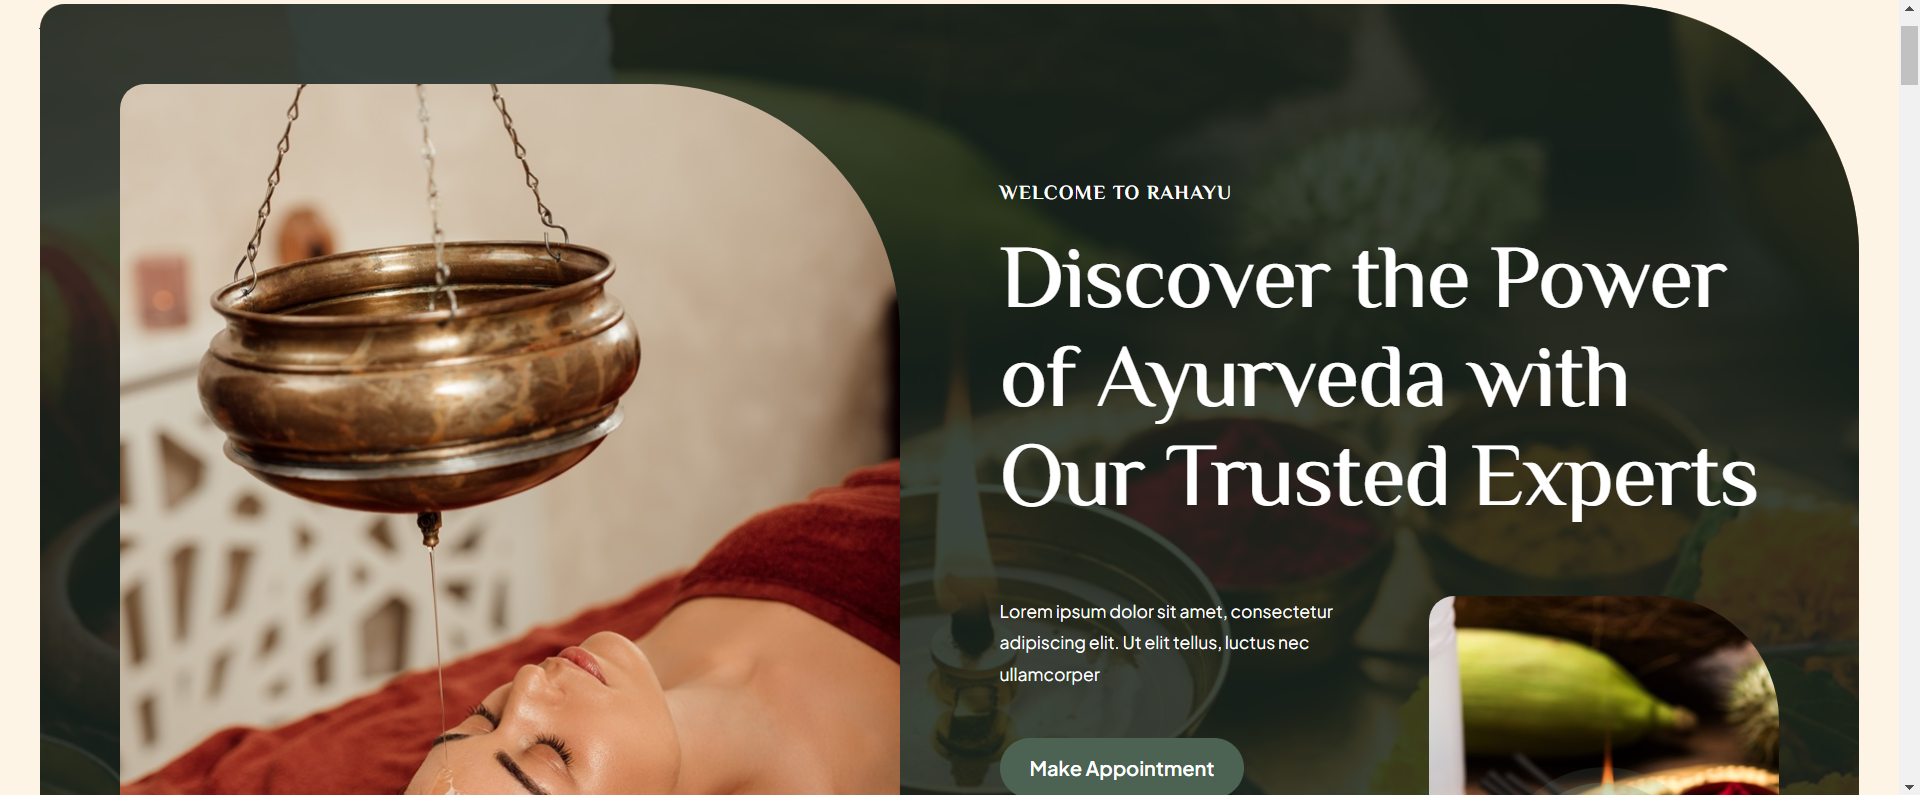 WELCOME TO RAHAYU
Discover the Power
of Ayurveda with
Our Trusted Experts
Lorem ipsum dolor sit amet, consectetur
adipiscing elit. Ut elit tellus, luctus nec
ullamcorper
Make Appointment